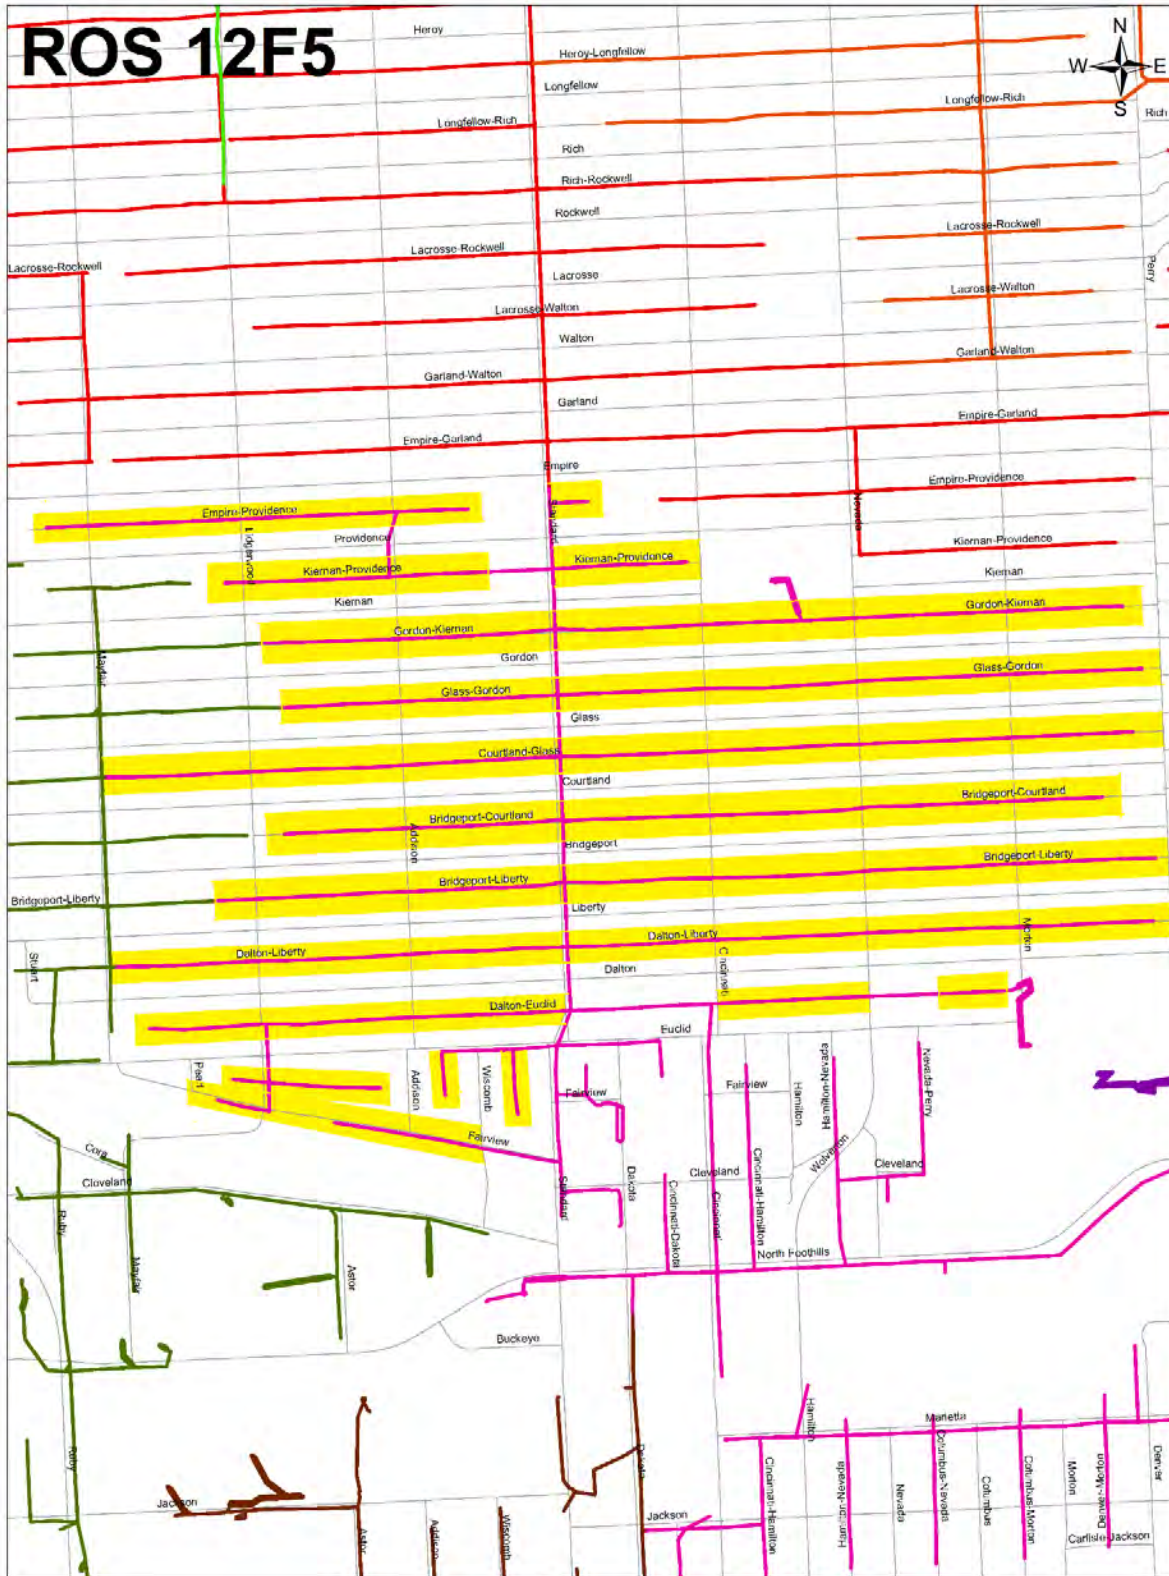 ROS 12F5
N
W E
S
Heroy
Heroy-Longfellow
Longfellow
Longfellow-Rich
Longfellow-Rich
Rich
Rich
Rich-Rockwell
Rockwell
Lacrosse-Rockwell
Lacrosse-Rockwell
Lacrosse-Rockwell
Perry
Lacrosse
Lacrosse-Walton
Lacrosse-Walton
Walton
Garland-Walton
Garland-Walton
Garland
Empire-Garland
Empire-Garland
Empire
Empire-Providence
Empire-Providence
Standard
Nevada
Lidgerwood
Providence
Kiernan-Providence
Kiernan-Providence
Kiernan-Providence
Kiernan
Kiernan
Gordon-Kiernan
Gordon-Kiernan
Mayfair
Gordon
Glass-Gordon
Glass-Gordon
Glass
Courtland-Glass
Courtland
Bridgeport-Courtland
Bridgeport-Courtland
Addison
Bridgeport
Bridgeport-Liberty
Bridgeport-Liberty
Bridgeport-Liberty
Liberty
Dalton-Liberty
Dalton-Liberty
Morton
Stuart
Cincinnati
Dalton
Dalton-Euclid
Euclid
Pearl
Addison
Wiscomb
Fairview
Fairview
Hamilton
Hamilton-Nevada
Nevada-Perry
Fairview
Cora
Cleveland
Cleveland
Cleveland
Wolverton
Standard
Dakota
Cincinnati-Dakota
Cincinnati
Cincinnati-Hamilton
Ruby
Mayfair
Astor
North Foothills
Buckeye
Hamilton
Marietta
Ruby
Dakota
Cincinnati-Hamilton
Hamilton-Nevada
Nevada
Columbus-Nevada
Columbus
Columbus-Morton
Morton
Denver-Morton
Denver
Jackson
Astor
Addison
Wiscomb
Jackson
Carlisle-Jackson